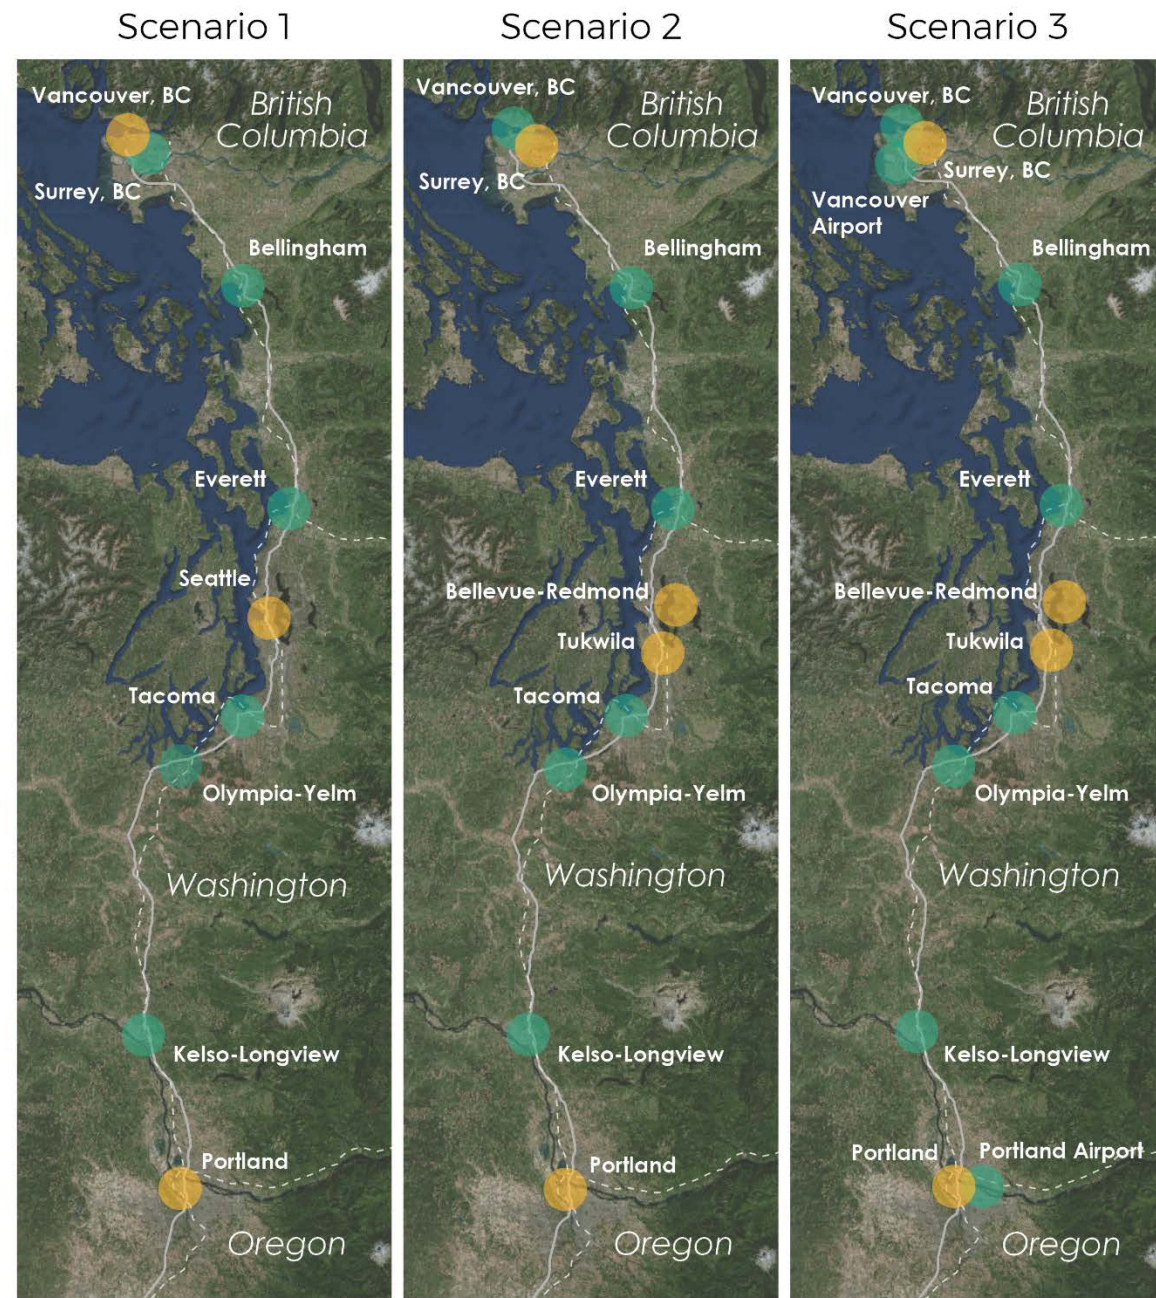 Scenario 1
Vancouver, BC
British
Columbia
Surrey, BC
Bellingham
Everett
Seattle
Tacoma
Olympia-Yelm
Washington
Kelso-Longview
Portland
Oregon
Scenario 2
Vancouver, BC
British
Columbia
Surrey, BC
Bellingham
Everett
Bellevue-Redmond
Tukwila
Tacoma
Olympia-Yelm
Washington
Kelso-Longview
Portland
Oregon
Scenario 3
Vancouver, BC
British
Columbia
Surrey, BC
Vancouver
Airport
Bellingham
Everett
Bellevue-Redmond
Tukwila
Tacoma
Olympia-Yelm
Washington
Kelso-Longview
Portland
Portland Airport
Oregon